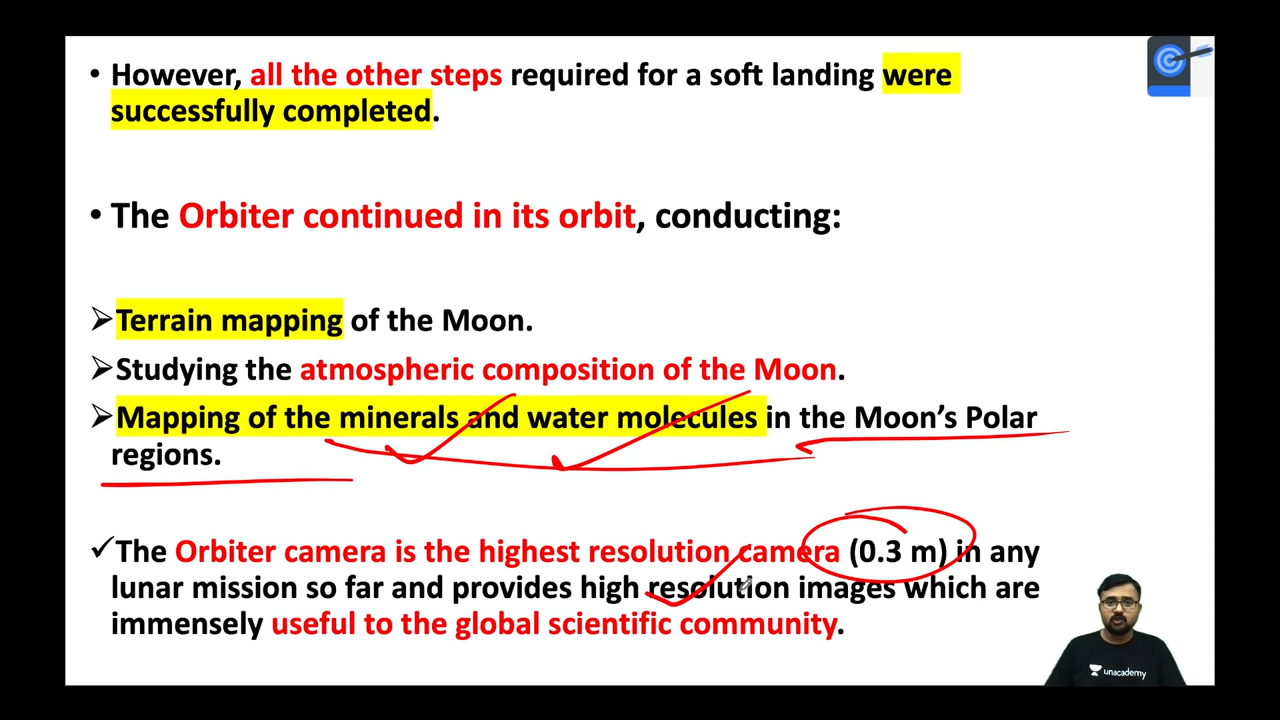 • However, all the other steps required for a soft landing were
successfully completed.
• The Orbiter continued in its orbit, conducting:
➢Terrain mapping of the Moon.
➢Studying the atmospheric composition of the Moon.
➢Mapping of the minerals and water molecules in the Moon’s Polar
regions.
✓The Orbiter camera is the highest resolution camera (0.3 m) in any
lunar mission so far and provides high resolution images which are
immensely useful to the global scientific community.
unacademy